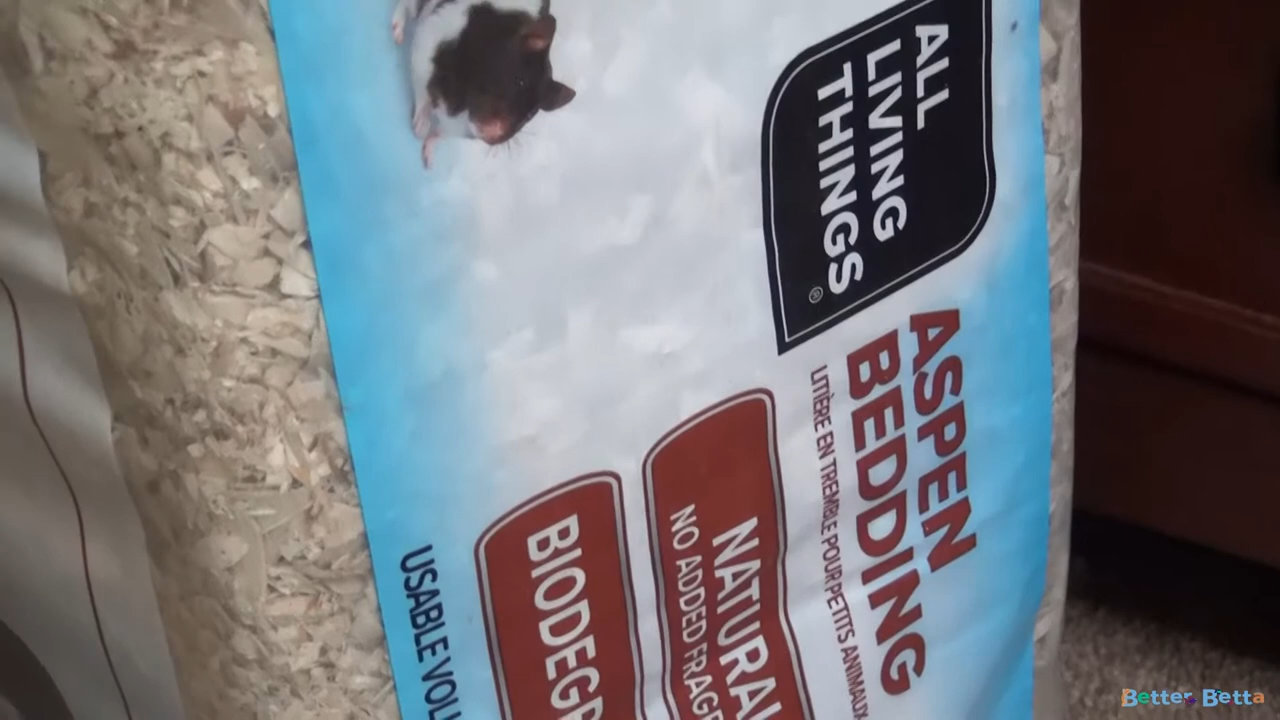 ALL
LIVING
THINGS®
ASPEN
BEDDING
LITIÈRE EN TREMBLE POUR PETITS ANIMAUX
NATURAL
NO ADDED FRAG
BIODEGR
USABLE VOL
Better Betta